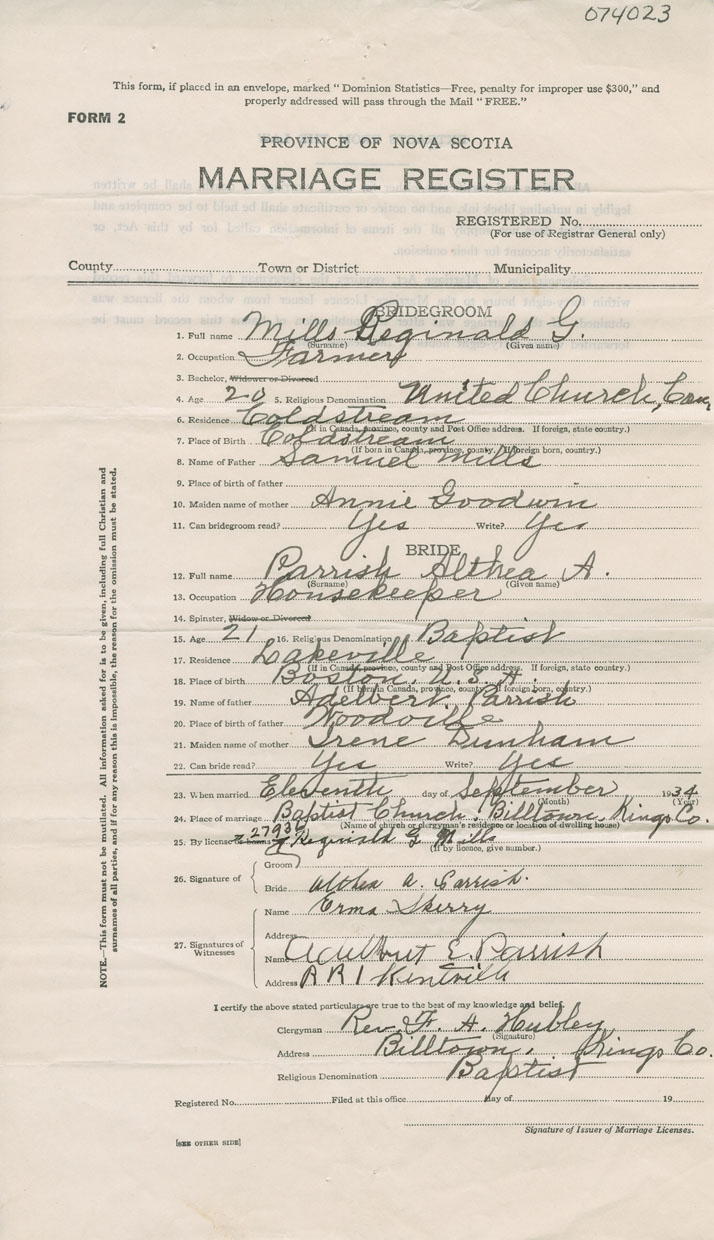 074023
This form, if placed in an envelope, marked "Dominion Statistics—Free, penalty for improper use $300," and
properly addressed will pass through the Mail "FREE."
FORM 2
PROVINCE OF NOVA SCOTIA
MARRIAGE REGISTER
REGISTERED No.
(For use of Registrar General only)
County Town or District Municipality
BRIDEGROOM
1. Full name Mills Reginald G.
(Surname) (Given name)
2. Occupation Farmer
3. Bachelor, Widower or Divorced
4. Age 20 5. Religious Denomination United Church, Can.
6. Residence Coldstream
(If in Canada, province, county and Post Office address. If foreign, state country.)
7. Place of Birth Coldstream
(If born in Canada, province, county. If foreign born, country.)
8. Name of Father Samuel Mills
9. Place of birth of father
10. Maiden name of mother Annie Goodwin
11. Can bridegroom read? Yes Write? Yes
BRIDE
12. Full name Parrish Althea A.
(Surname) (Given name)
13. Occupation Housekeeper
14. Spinster, Widow or Divorced
15. Age 21 16. Religious Denomination Baptist
17. Residence Lakeville
(If in Canada, province, county and Post Office address. If foreign, state country.)
18. Place of birth Boston, U.S.A.
(If born in Canada, province, county. If foreign born, country.)
19. Name of father Adelbert Parrish
20. Place of birth of father Woodville
21. Maiden name of mother Irene Dunham
22. Can bride read? Yes Write? Yes
23. When married Eleventh day of September 1934
(Month) (Year)
24. Place of marriage Baptist Church, Billtown, Kings Co.
(Name of church or clergyman's residence or location of dwelling house)
25. By license or banns 27936
(If by licence, give number.)
Reginald G Mills
26. Signature of Groom
Bride Althea A. Parrish.
27. Signatures of Witnesses
Name Erma Skerry
Address
Name Adelbert E. Parrish
Address R R 1 Kentville
I certify the above stated particulars are true to the best of my knowledge and belief.
Clergyman Rev. F. A. Hubley
(Signature)
Address Billtown, Kings Co.
Religious Denomination Baptist
Registered No. Filed at this office day of 19
Signature of Issuer of Marriage Licenses.
[SEE OTHER SIDE]
NOTE.—This form must not be mutilated. All information asked for is to be given, including full Christian and
surnames of all parties, and if for any reason this is impossible, the reason for the omission must be stated.